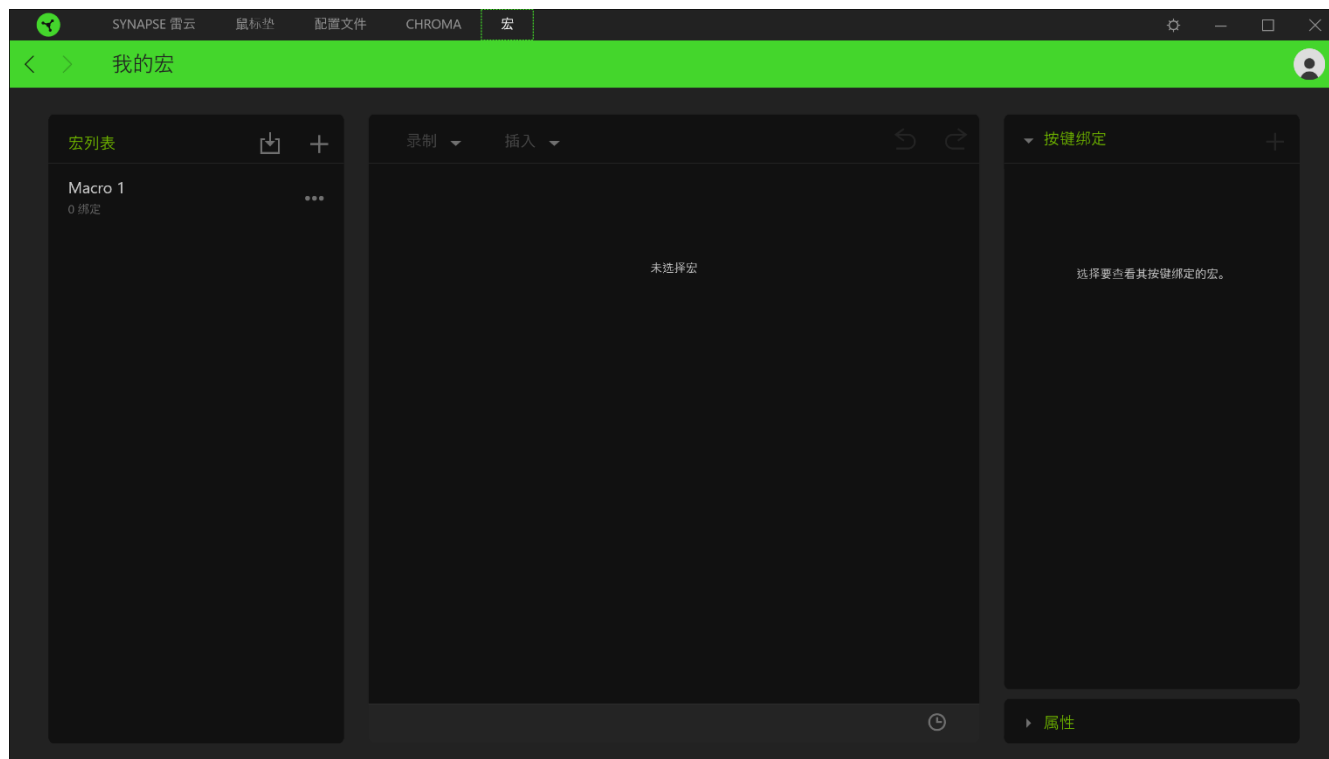 SYNAPSE 雷云 鼠标垫 配置文件 CHROMA 宏
我的宏
宏列表
录制 插入
按键绑定
Macro 1
0 绑定
未选择宏
选择要查看其按键绑定的宏。
属性